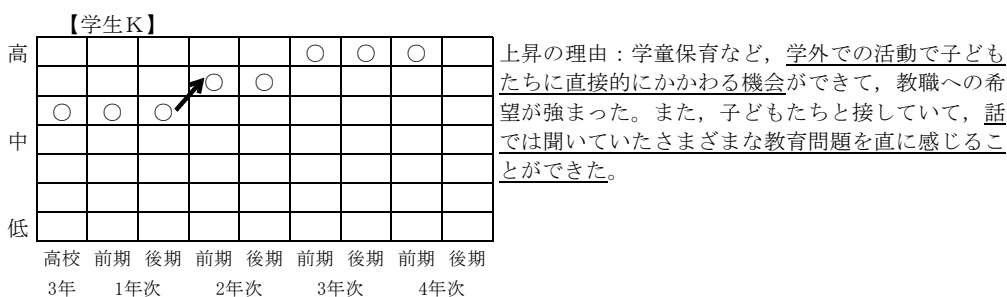 【学生K】
高
中
低
○ ○ ○
○ ○
○ ○ ○
高校 前期 後期 前期 後期 前期 後期 前期 後期
3年 1年次 2年次 3年次 4年次
上昇の理由：学童保育など，学外での活動で子ども
たちに直接的にかかわる機会ができて，教職への希
望が強まった。また，子どもたちと接していて，話
では聞いていたさまざまな教育問題を直に感じるこ
とができた。